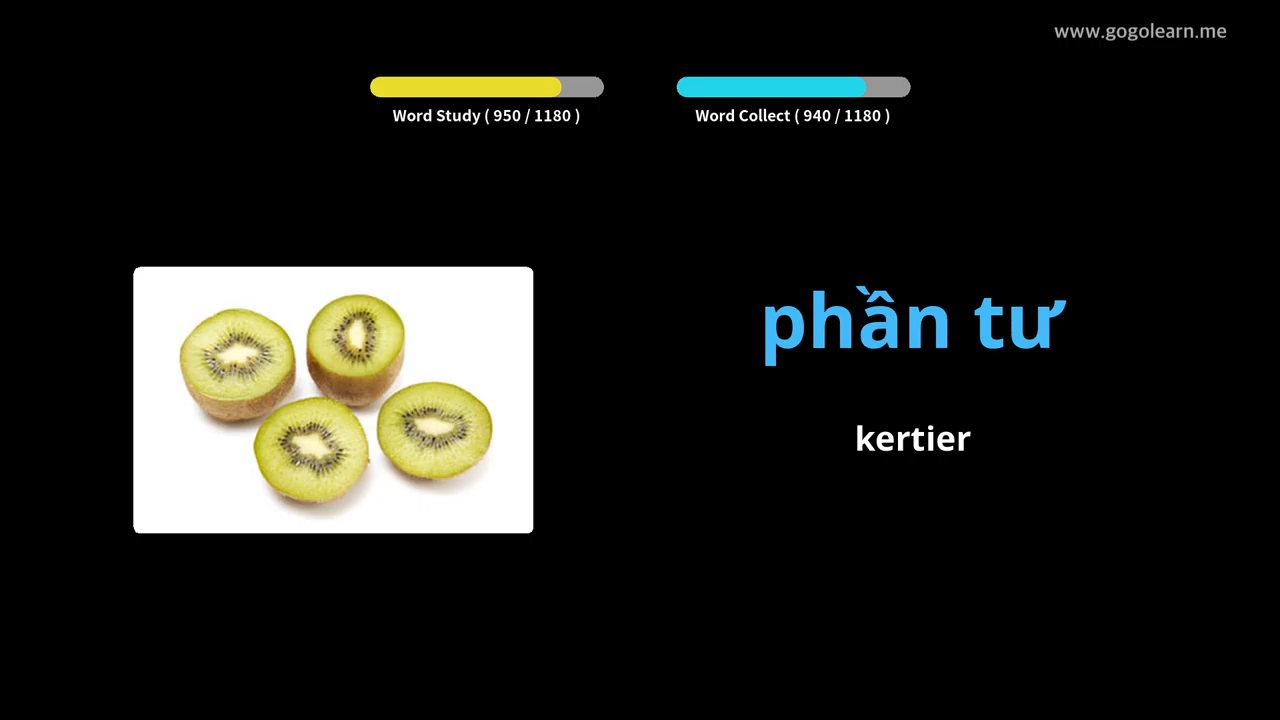 www.gogolearn.me
Word Study ( 950 / 1180 )
Word Collect ( 940 / 1180 )
phần tư
kertier